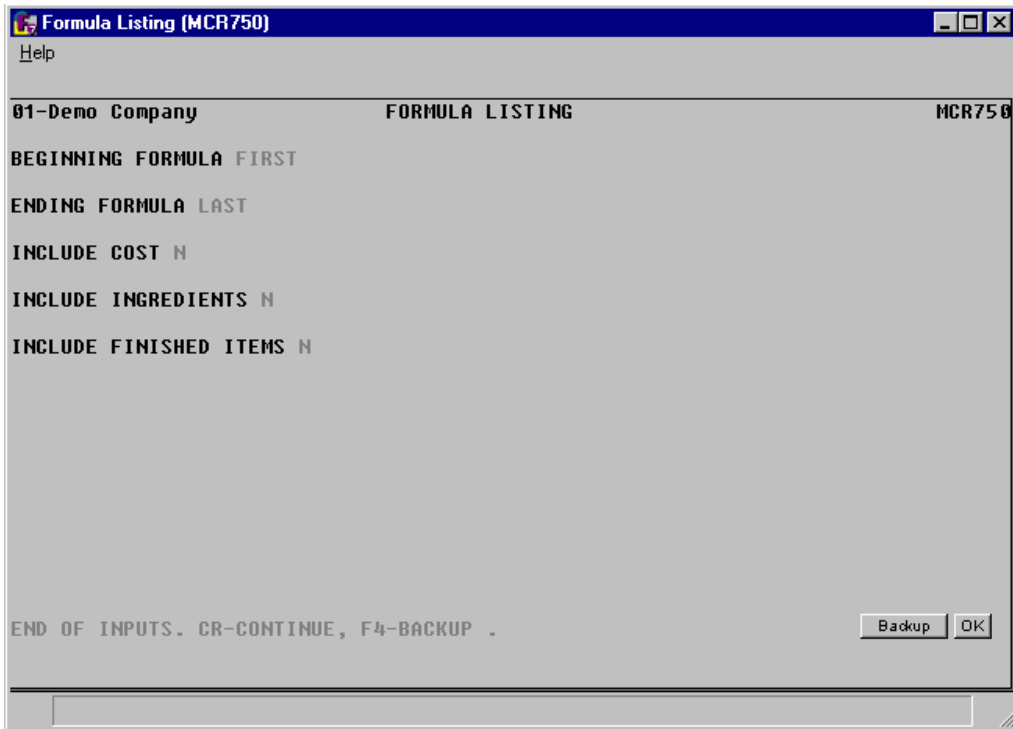 Formula Listing (MCR750)
Help
01-Demo Company FORMULA LISTING MCR750
BEGINNING FORMULA FIRST
ENDING FORMULA LAST
INCLUDE COST N
INCLUDE INGREDIENTS N
INCLUDE FINISHED ITEMS N
END OF INPUTS. CR-CONTINUE, F4-BACKUP . Backup OK